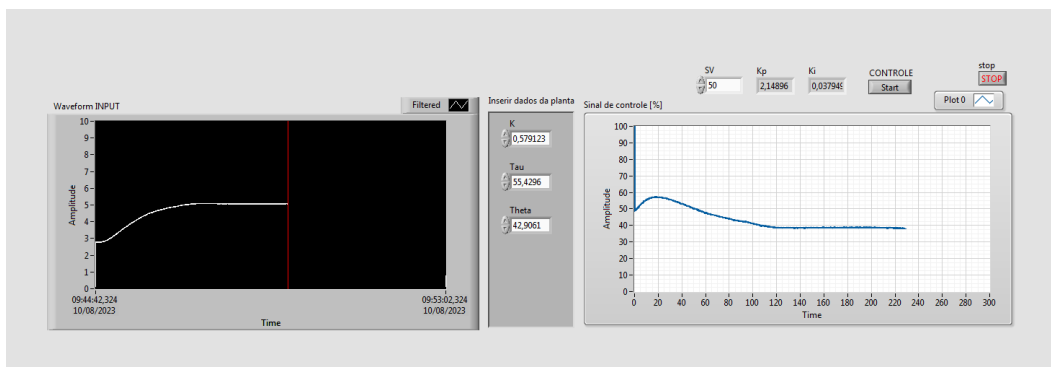 SV
50
Kp
2,14896
Ki
0,037949
CONTROLE
Start
stop
STOP
Waveform INPUT
Filtered
Amplitude
10
9
8
7
6
5
4
3
2
1
0
09:44:42,324
10/08/2023
09:53:02,324
10/08/2023
Time
Inserir dados da planta
K
0,579123
Tau
55,4296
Theta
42,9061
Sinal de controle [%]
Plot 0
Amplitude
100
90
80
70
60
50
40
30
20
10
0
0 20 40 60 80 100 120 140 160 180 200 220 240 260 280 300
Time